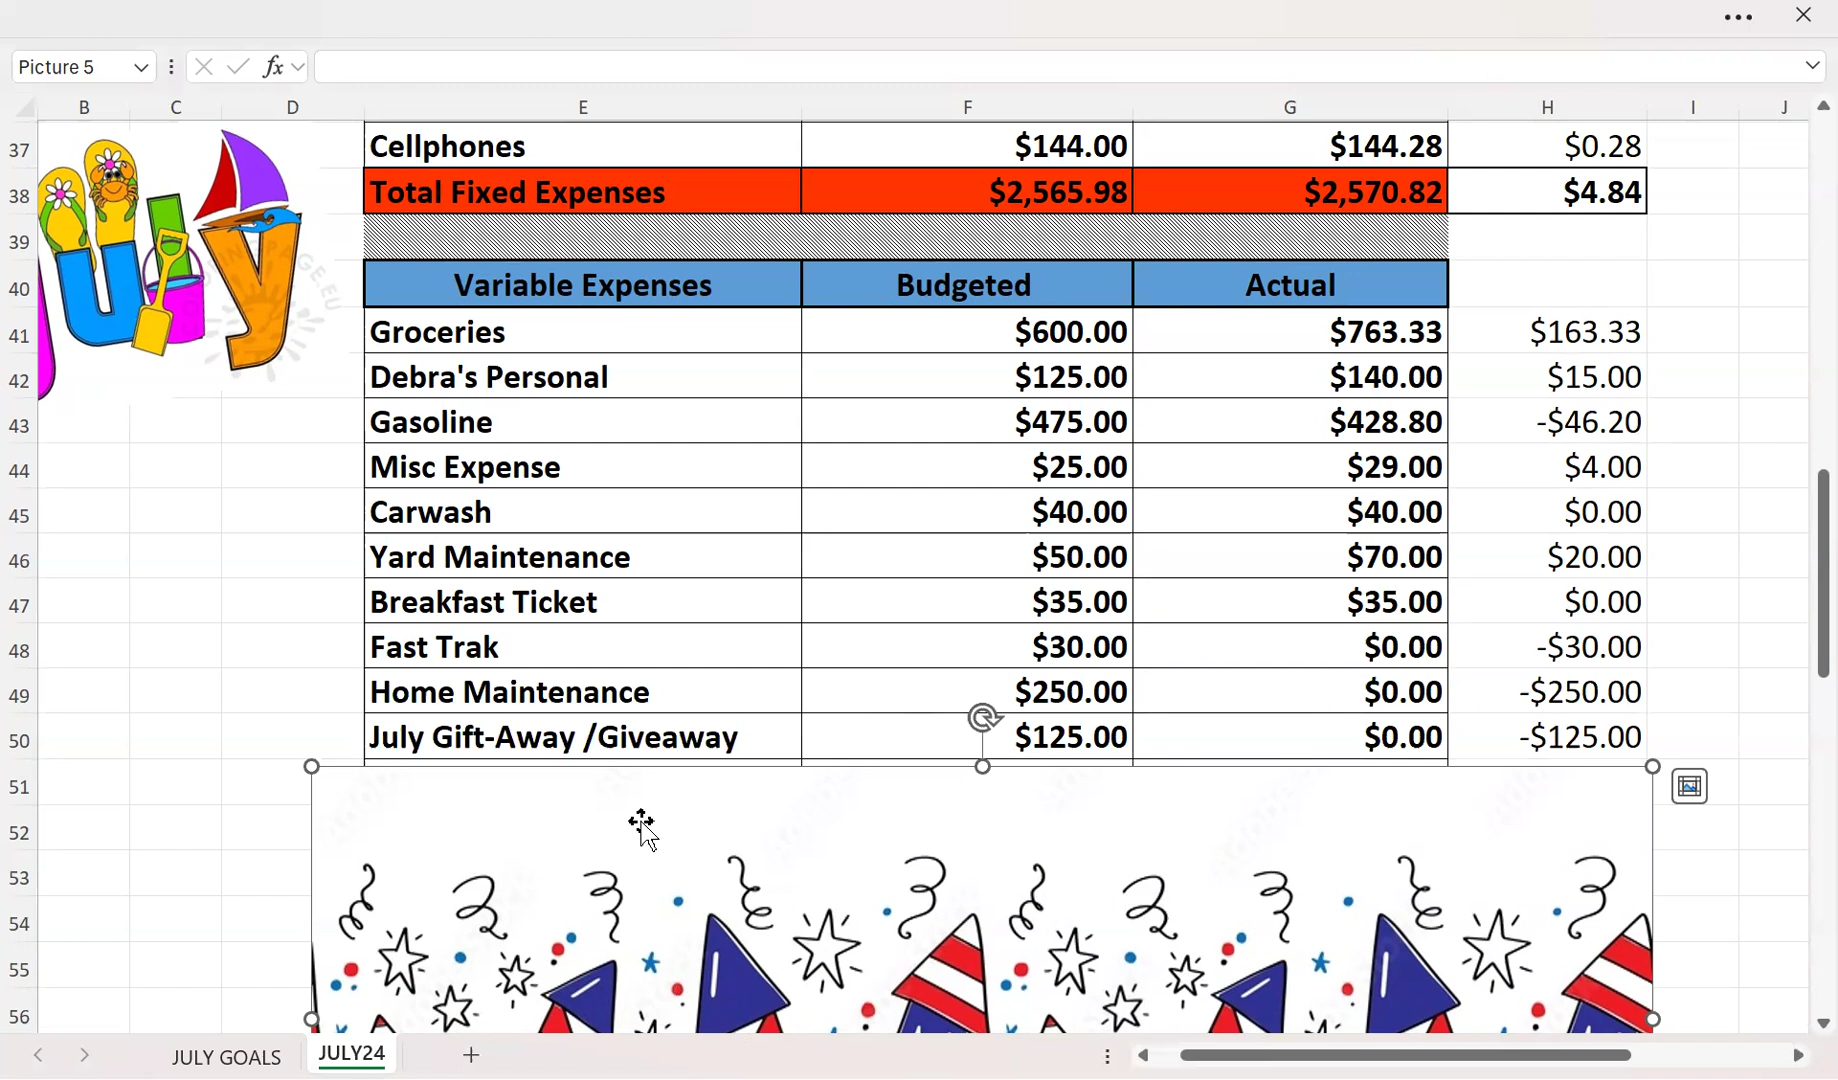 Picture 5
fx
B C D E F G H I J
37 Cellphones $144.00 $144.28 $0.28
38 Total Fixed Expenses $2,565.98 $2,570.82 $4.84
39
40 Variable Expenses Budgeted Actual
41 Groceries $600.00 $763.33 $163.33
42 Debra's Personal $125.00 $140.00 $15.00
43 Gasoline $475.00 $428.80 -$46.20
44 Misc Expense $25.00 $29.00 $4.00
45 Carwash $40.00 $40.00 $0.00
46 Yard Maintenance $50.00 $70.00 $20.00
47 Breakfast Ticket $35.00 $35.00 $0.00
48 Fast Trak $30.00 $0.00 -$30.00
49 Home Maintenance $250.00 $0.00 -$250.00
50 July Gift-Away /Giveaway $125.00 $0.00 -$125.00
51
52
53
54
55
56
July
JULY GOALS JULY24